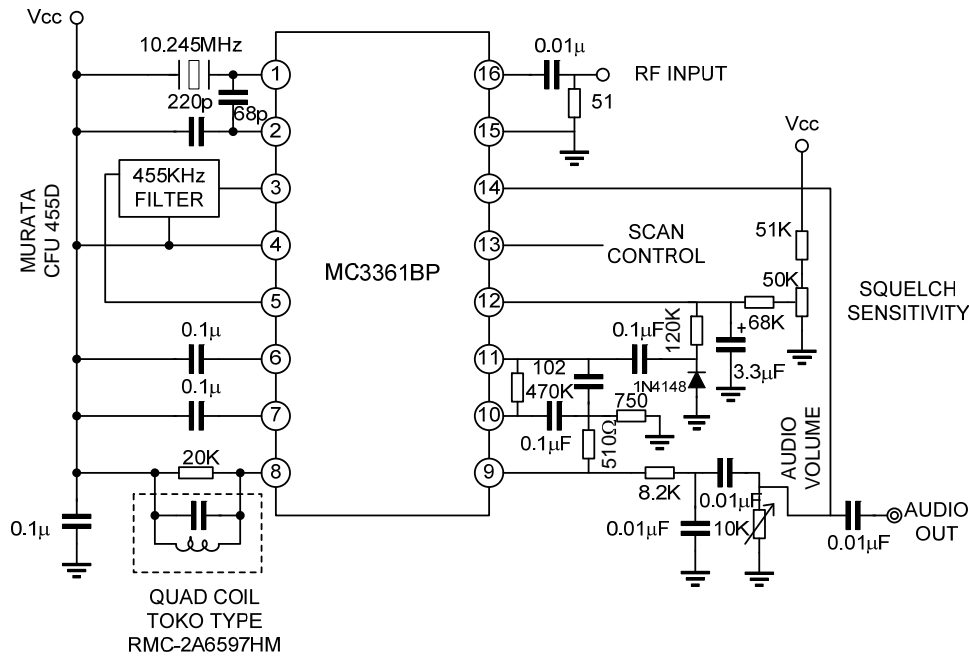 Vcc
10.245MHz
220p
68p
455KHz
FILTER
MURATA
CFU 455D
0.1μ
0.1μ
20K
0.1μ
QUAD COIL
TOKO TYPE
RMC-2A6597HM
1
2
3
4
5
6
7
8
MC3361BP
16
15
14
13
12
11
10
9
0.01μ
RF INPUT
51
Vcc
SCAN
CONTROL
51K
50K
SQUELCH
SENSITIVITY
68K
+
3.3μF
120K
0.1μF
1N4148
102
470K
750
0.1μF
510Ω
8.2K
0.01μF
0.01μF
10K
AUDIO
VOLUME
0.01μF
AUDIO
OUT